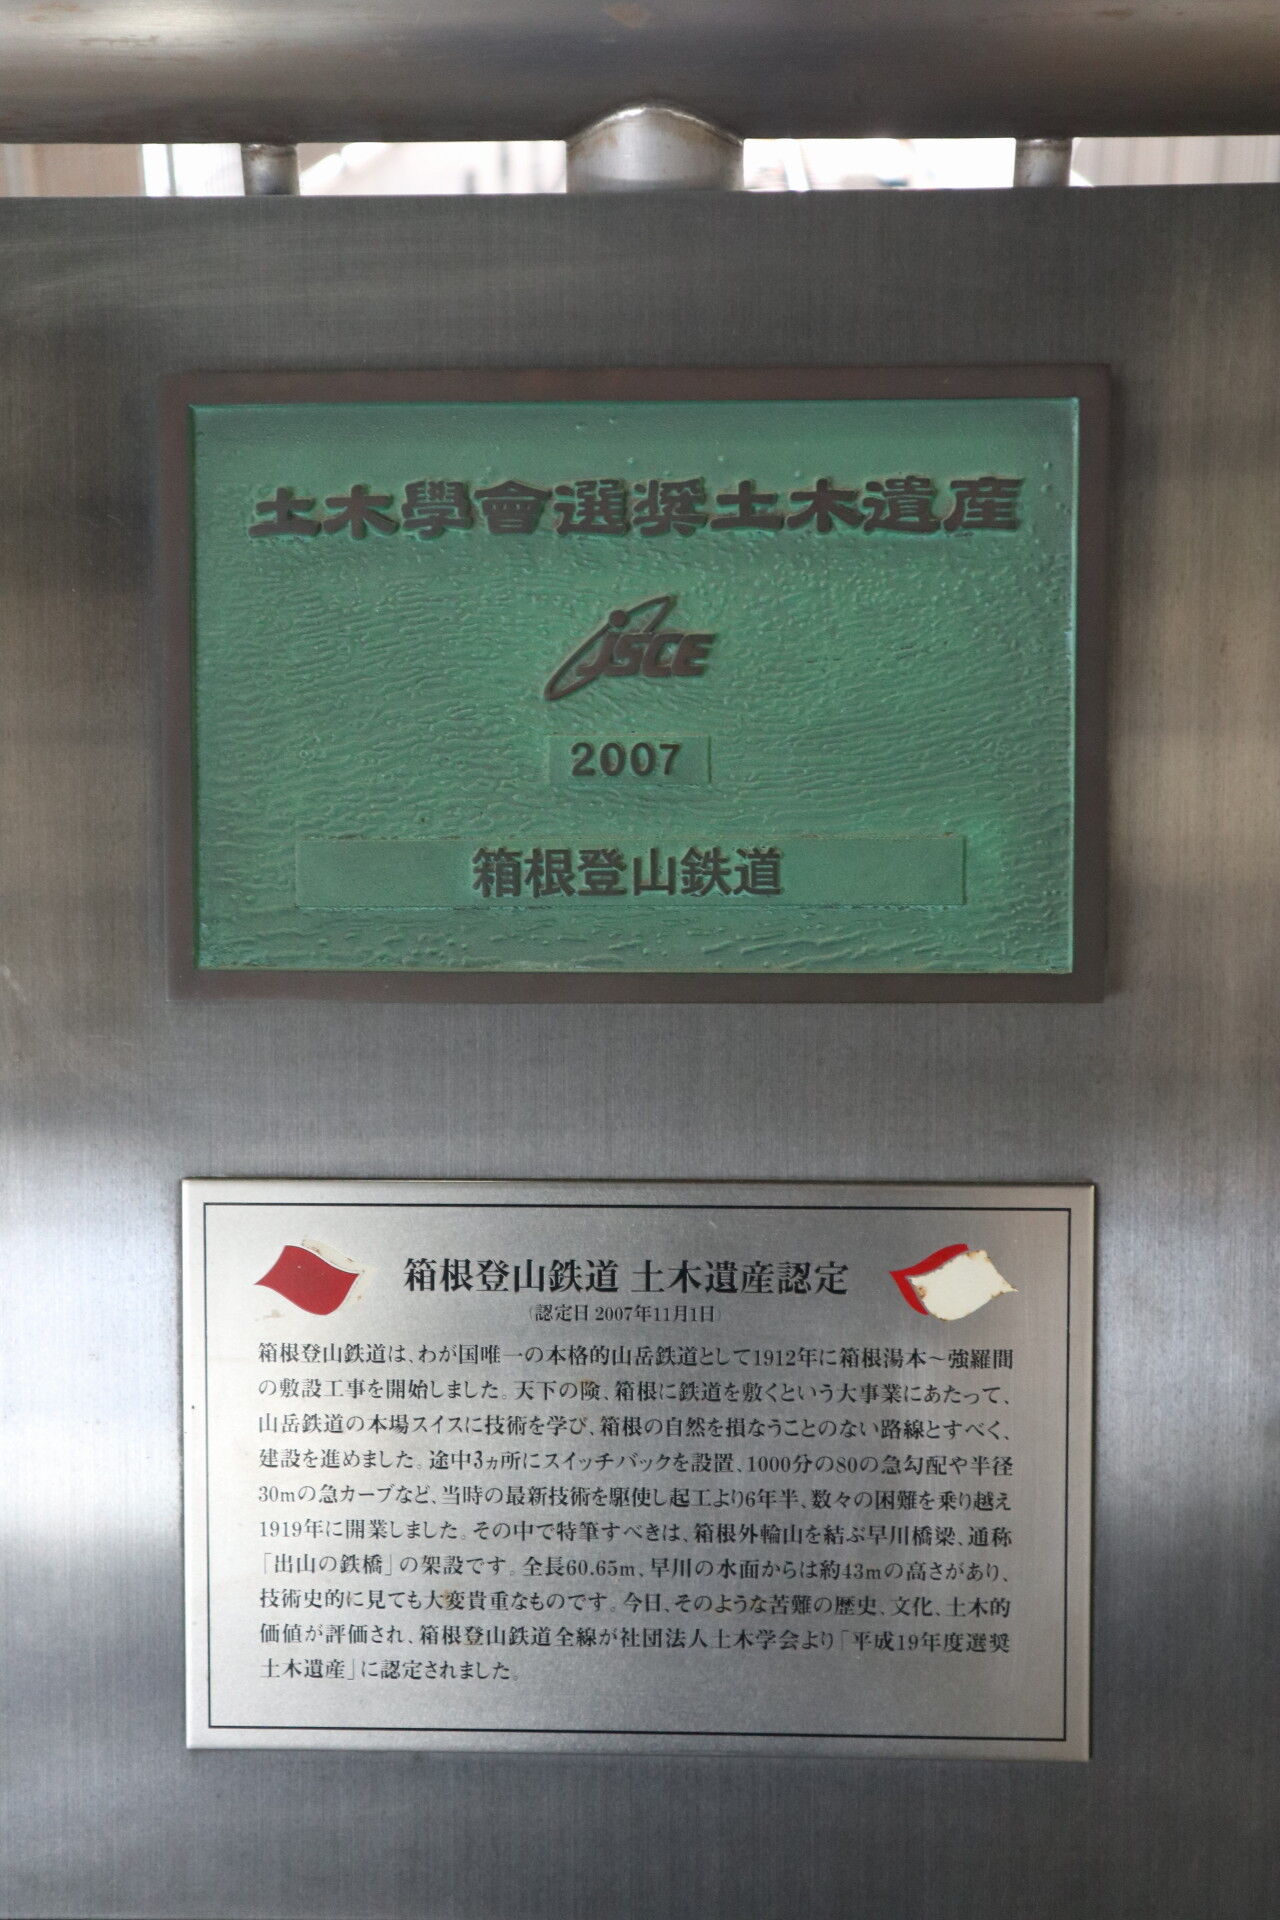 土木學會選奨土木遺産
JSCE
2007
箱根登山鉄道
箱根登山鉄道 土木遺産認定
（認定日 2007年11月1日）
箱根登山鉄道は、わが国唯一の本格的山岳鉄道として1912年に箱根湯本～強羅間
の敷設工事を開始しました。天下の険、箱根に鉄道を敷くという大事業にあたって、
山岳鉄道の本場スイスに技術を学び、箱根の自然を損なうことのない路線とすべく、
建設を進めました。途中3ヵ所にスイッチバックを設置、1000分の80の急勾配や半径
30mの急カーブなど、当時の最新技術を駆使し起工より6年半、数々の困難を乗り越え
1919年に開業しました。その中で特筆すべきは、箱根外輪山を結ぶ早川橋梁、通称
「出山の鉄橋」の架設です。全長60.65m、早川の水面からは約43mの高さがあり、
技術史的に見ても大変貴重なものです。今日、そのような苦難の歴史、文化、土木的
価値が評価され、箱根登山鉄道全線が社団法人土木学会より「平成19年度選奨
土木遺産」に認定されました。